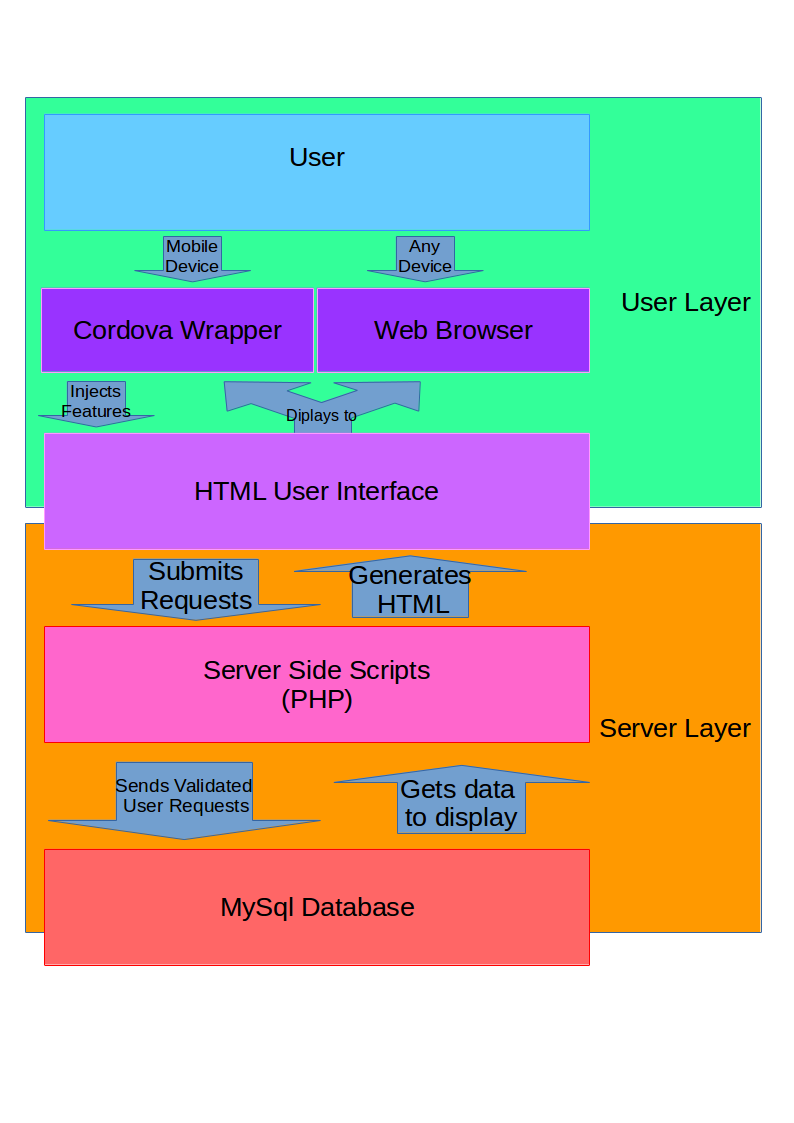 User
Mobile
Device
Any
Device
User Layer
Cordova Wrapper
Web Browser
Injects
Features
Diplays to
HTML User Interface
Submits
Requests
Generates
HTML
Server Side Scripts
(PHP)
Server Layer
Sends Validated
User Requests
Gets data
to display
MySql Database